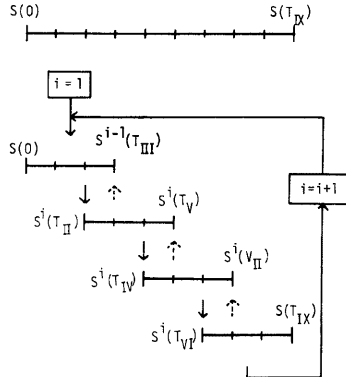 S(0) S(T_IX)
i = 1
S(0) S^i-1(T_III)
i=i+1
S^i(T_II) S^i(T_V)
S^i(T_IV) S^i(V_II)
S^i(T_VI) S(T_IX)